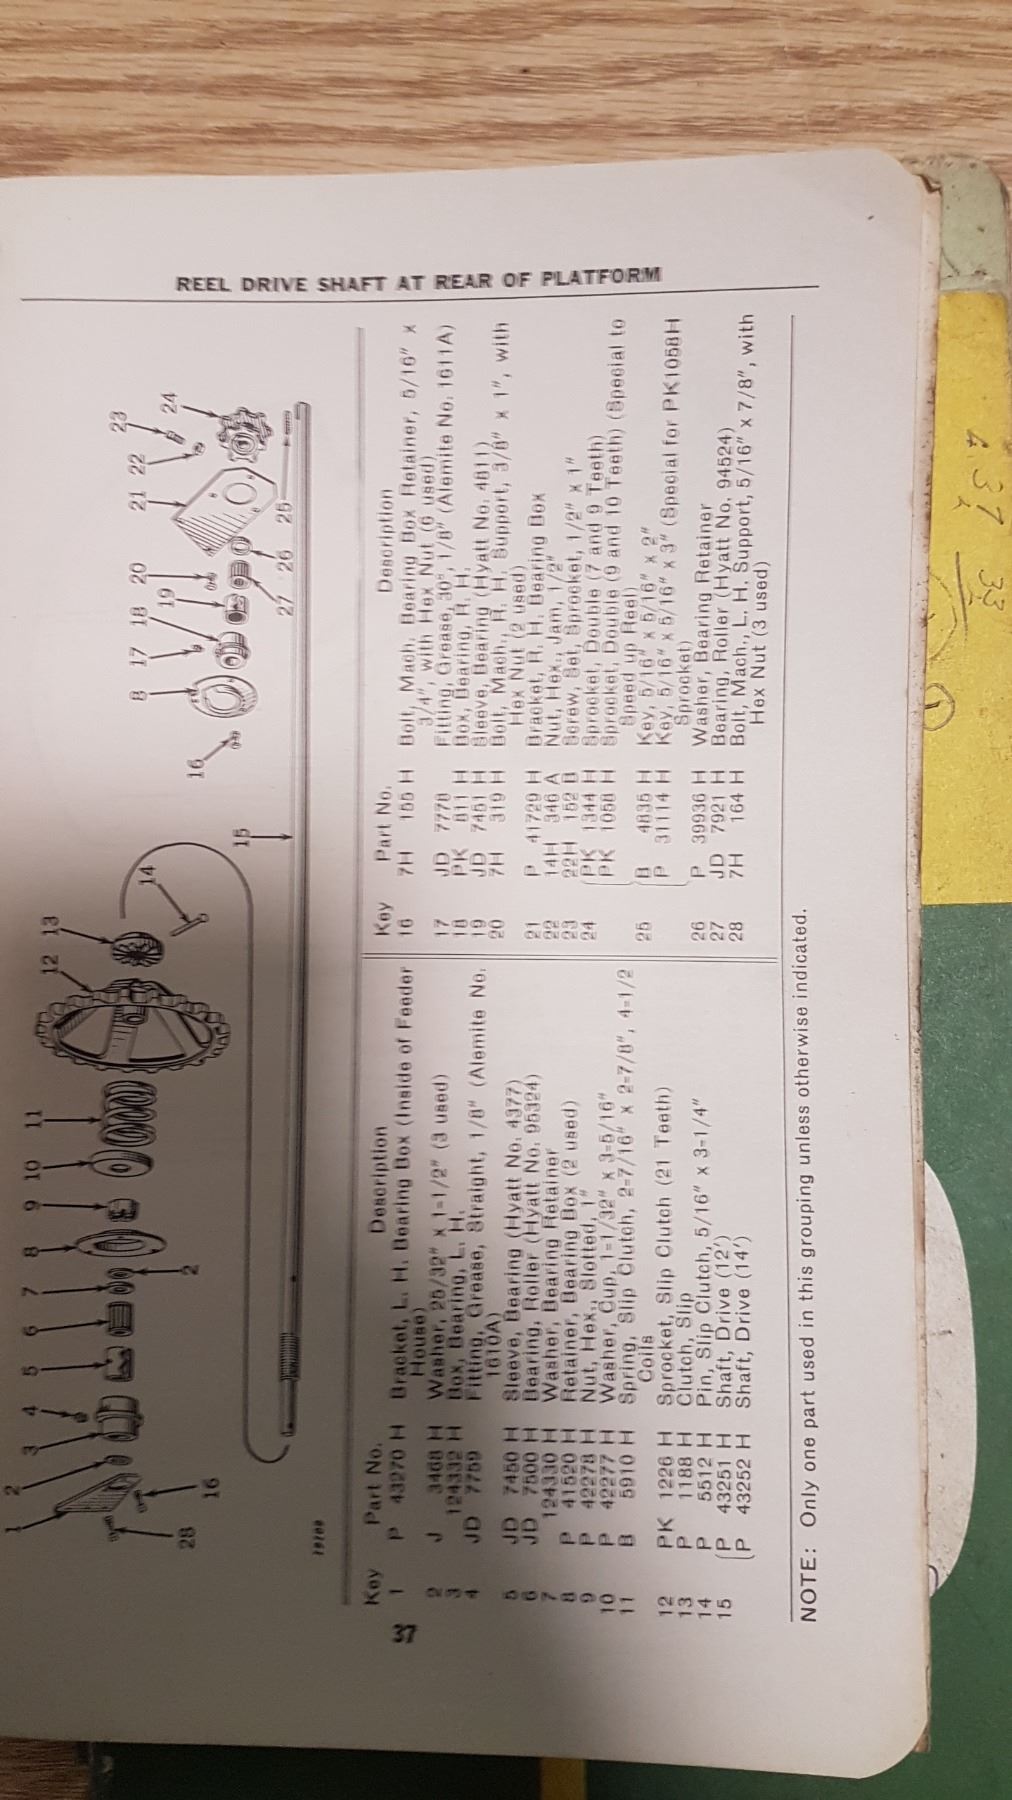 REEL DRIVE SHAFT AT REAR OF PLATFORM
1
2
3
4
5
6
7
8
9
10
11
12
13
14
15
16
28
2
8
17
18
19
20
21
22
23
24
16
25
26
27
19100
Key Part No. Description
1 P 43270 H Bracket, L. H. Bearing Box (Inside of Feeder
House)
2 J 3468 H Washer, 25/32" x 1-1/2" (3 used)
3 124332 H Box, Bearing, L. H.
4 JD 7759 Fitting, Grease, Straight, 1/8" (Alemite No.
1610A)
5 JD 7450 H Sleeve, Bearing (Hyatt No. 4377)
6 JD 7500 H Bearing, Roller (Hyatt No. 95324)
7 124330 H Washer, Bearing Retainer
8 P 41520 H Retainer, Bearing Box (2 used)
9 P 42278 H Nut, Hex., Slotted, 1"
10 P 42277 H Washer, Cup, 1-1/32" x 3-5/16"
11 B 5910 H Spring, Slip Clutch, 2-7/16" x 2-7/8", 4-1/2
Coils
12 PK 1226 H Sprocket, Slip Clutch (21 Teeth)
13 P 1188 H Clutch, Slip
14 P 5512 H Pin, Slip Clutch, 5/16" x 3-1/4"
15 P 43251 H Shaft, Drive (12')
P 43252 H Shaft, Drive (14')
Key Part No. Description
16 7H 155 H Bolt, Mach., Bearing Box Retainer, 5/16" x
3/4", with Hex Nut (6 used)
17 JD 7778 Fitting, Grease, 30°, 1/8" (Alemite No. 1611A)
18 PK 811 H Box, Bearing, R. H.
19 JD 7451 H Sleeve, Bearing (Hyatt No. 4811)
20 7H 319 H Bolt, Mach., R. H. Support, 3/8" x 1", with
Hex Nut (2 used)
21 P 41729 H Bracket, R. H. Bearing Box
22 14H 346 A Nut, Hex., Jam, 1/2"
23 22H 152 B Screw, Set, Sprocket, 1/2" x 1"
24 PK 1344 H Sprocket, Double (7 and 9 Teeth)
PK 1058 H Sprocket, Double (9 and 10 Teeth) (Special to
Speed up Reel)
25 B 4835 H Key, 5/16" x 5/16" x 2"
P 31114 H Key, 5/16" x 5/16" x 3" (Special for PK1058H
Sprocket)
26 P 39936 H Washer, Bearing Retainer
27 JD 7921 H Bearing, Roller (Hyatt No. 94524)
28 7H 164 H Bolt, Mach., L. H. Support, 5/16" x 7/8", with
Hex Nut (3 used)
NOTE: Only one part used in this grouping unless otherwise indicated.
37